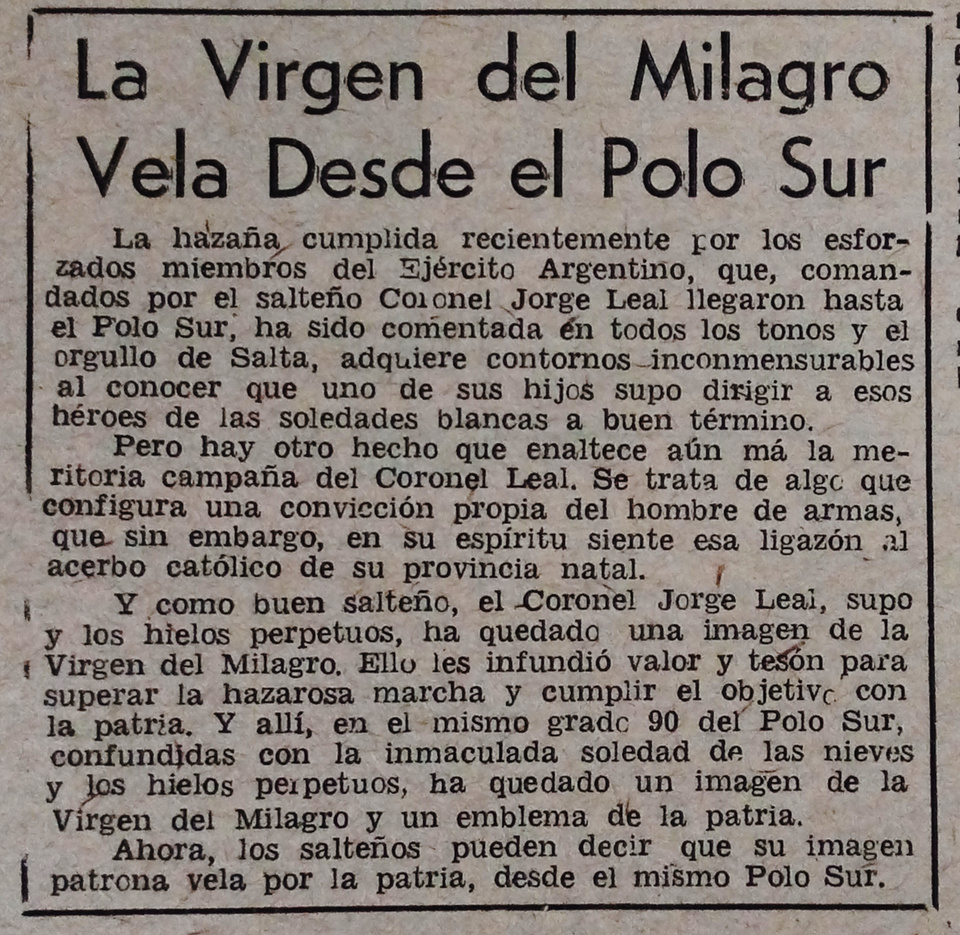 La Virgen del Milagro
Vela Desde el Polo Sur
La hazaña cumplida recientemente por los esfor-
zados miembros del Ejército Argentino, que, coman-
dados por el salteño Coronel Jorge Leal llegaron hasta
el Polo Sur, ha sido comentada en todos los tonos y el
orgullo de Salta, adquiere contornos inconmensurables
al conocer que uno de sus hijos supo dirigir a esos
héroes de las soledades blancas a buen término.
Pero hay otro hecho que enaltece aún má la me-
ritoria campaña del Coronel Leal. Se trata de algo que
configura una convicción propia del hombre de armas,
que sin embargo, en su espíritu siente esa ligazón al
acerbo católico de su provincia natal.
Y como buen salteño, el Coronel Jorge Leal, supo
y los hielos perpetuos, ha quedado una imagen de la
Virgen del Milagro. Ello les infundió valor y tesón para
superar la hazarosa marcha y cumplir el objetivo con
la patria. Y allí, en el mismo grado 90 del Polo Sur,
confundidas con la inmaculada soledad de las nieves
y los hielos perpetuos, ha quedado un imagen de la
Virgen del Milagro y un emblema de la patria.
Ahora, los salteños pueden decir que su imagen
patrona vela por la patria, desde el mismo Polo Sur.